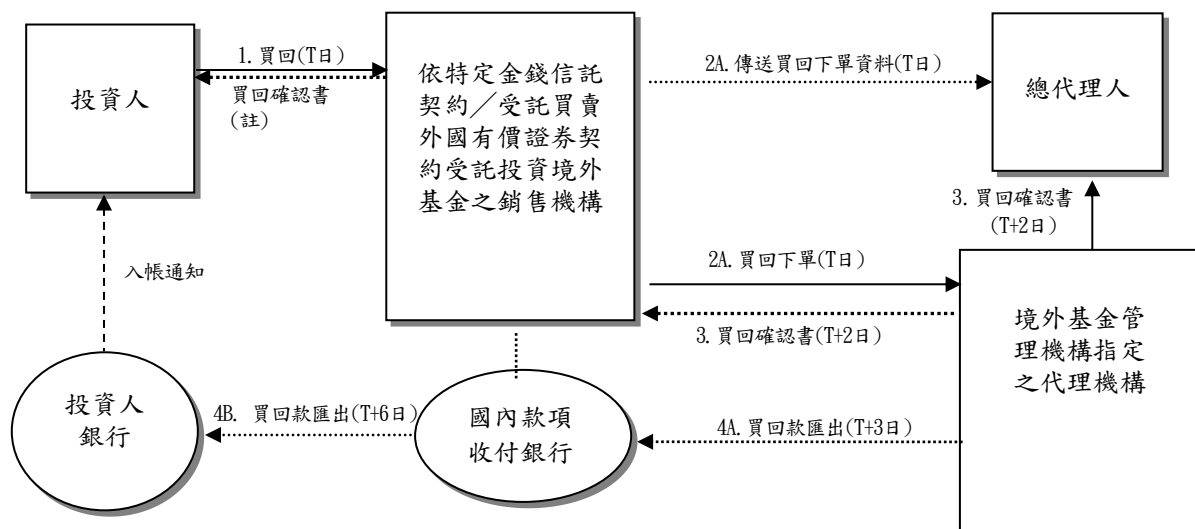 投資人
1.買回(T日)
買回確認書
(註)
依特定金錢信託
契約╱受託買賣
外國有價證券契
約受託投資境外
基金之銷售機構
2A.傳送買回下單資料(T日)
總代理人
3.買回確認書
(T+2日)
入帳通知
2A.買回下單(T日)
3.買回確認書(T+2日)
境外基金管
理機構指定
之代理機構
投資人
銀行
4B. 買回款匯出(T+6日)
國內款項
收付銀行
4A.買回款匯出(T+3日)